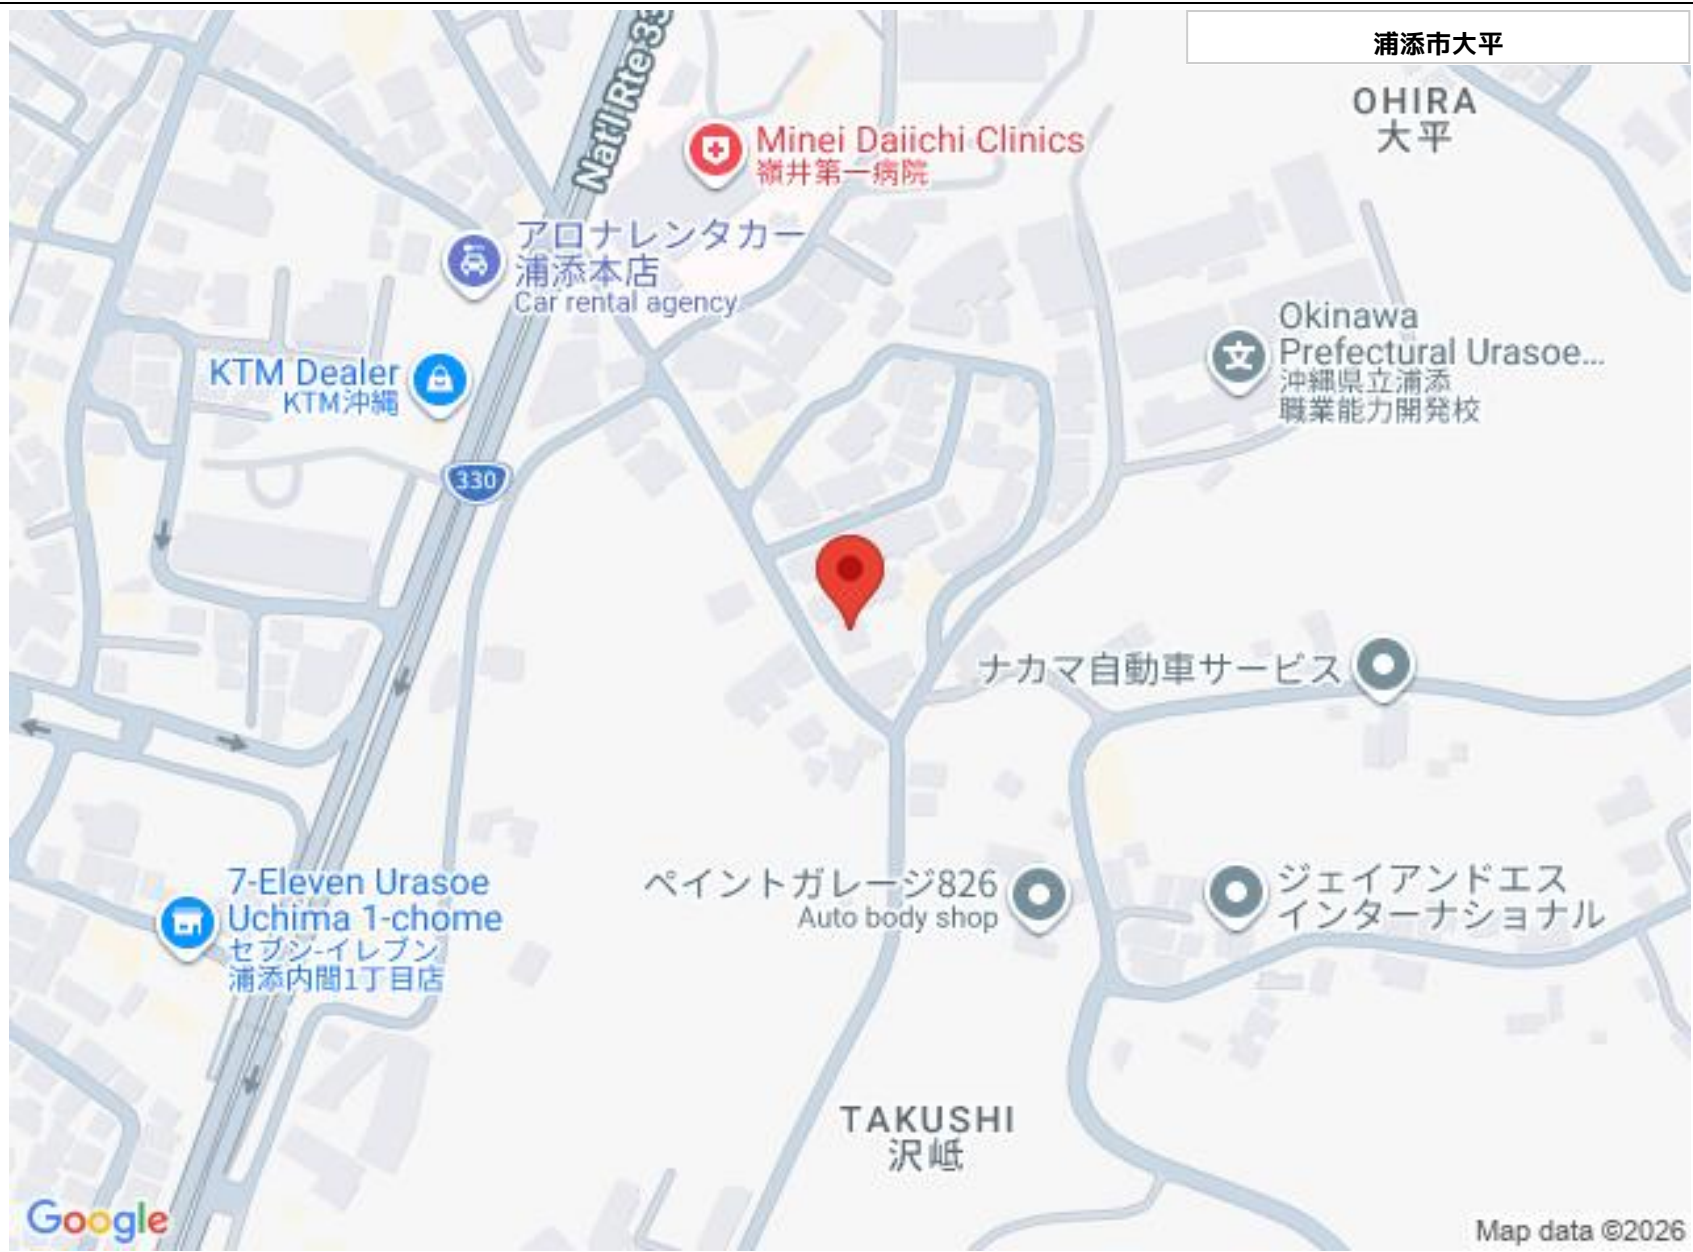 浦添市大平
OHIRA
大平
Nat'l Rte 33
Minei Daiichi Clinics
嶺井第一病院
アロナレンタカー
浦添本店
Car rental agency
Okinawa
Prefectural Urasoe...
沖縄県立浦添
職業能力開発校
KTM Dealer
KTM沖縄
330
ナカマ自動車サービス
7-Eleven Urasoe
Uchima 1-chome
セブン-イレブン
浦添内間1丁目店
ペイントガレージ826
Auto body shop
ジェイアンドエス
インターナショナル
TAKUSHI
沢岻
Google
Map data ©2026